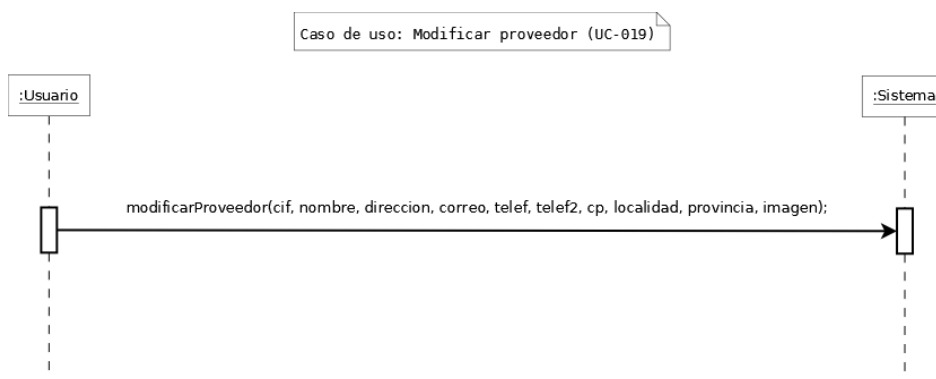 Caso de uso: Modificar proveedor (UC-019)
:Usuario
:Sistema
modificarProveedor(cif, nombre, direccion, correo, telef, telef2, cp, localidad, provincia, imagen);